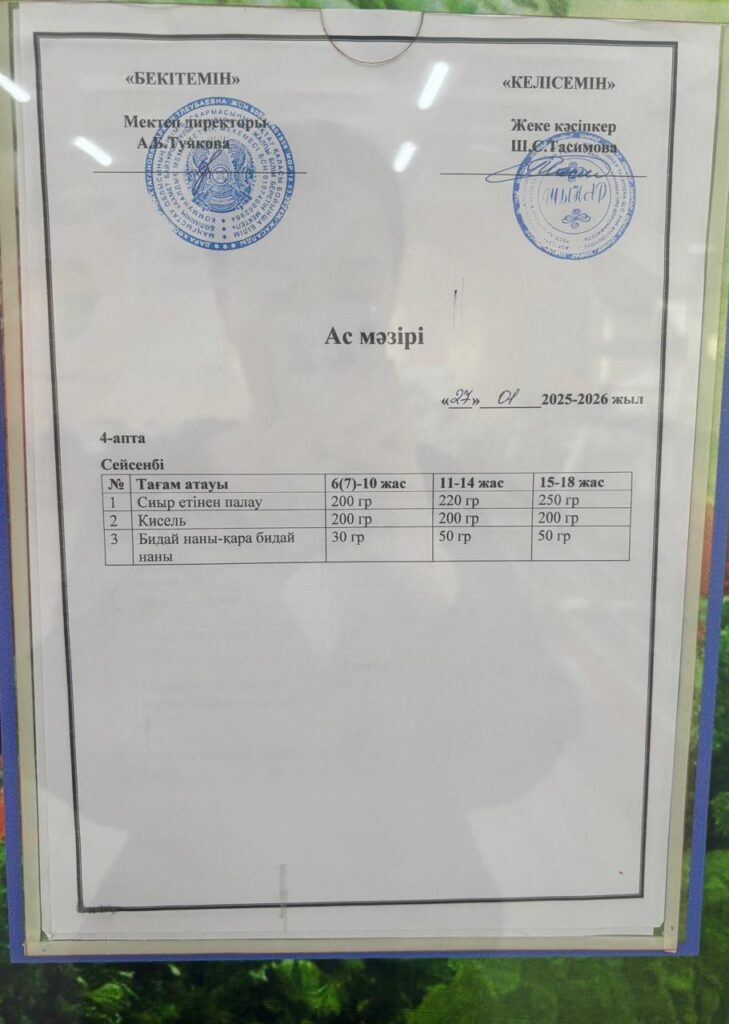 «БЕКІТЕМІН» «КЕЛІСЕМІН»
Мектеп директоры Жеке кәсіпкер
А.Б.Туякова Ш.С.Тасимова
ШЫНАР
Ас мәзірі
«27» 01 2025-2026 жыл
4-апта
Сейсенбі
№ Тағам атауы 6(7)-10 жас 11-14 жас 15-18 жас
1 Сиыр етінен палау 200 гр 220 гр 250 гр
2 Кисель 200 гр 200 гр 200 гр
3 Бидай наны-қара бидай 30 гр 50 гр 50 гр
наны